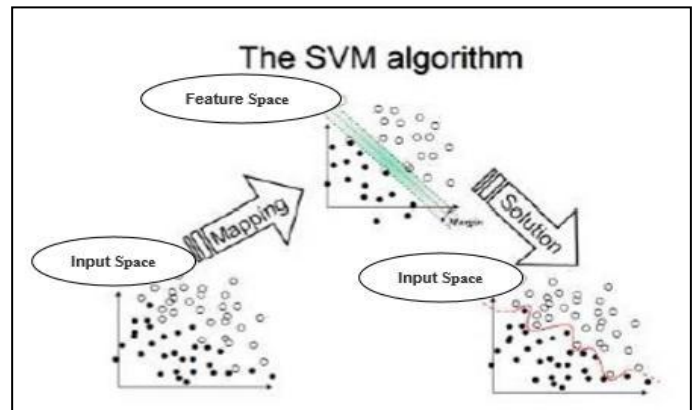 The SVM algorithm
Feature Space
Mapping
Margin
Solution
Input Space
Input Space